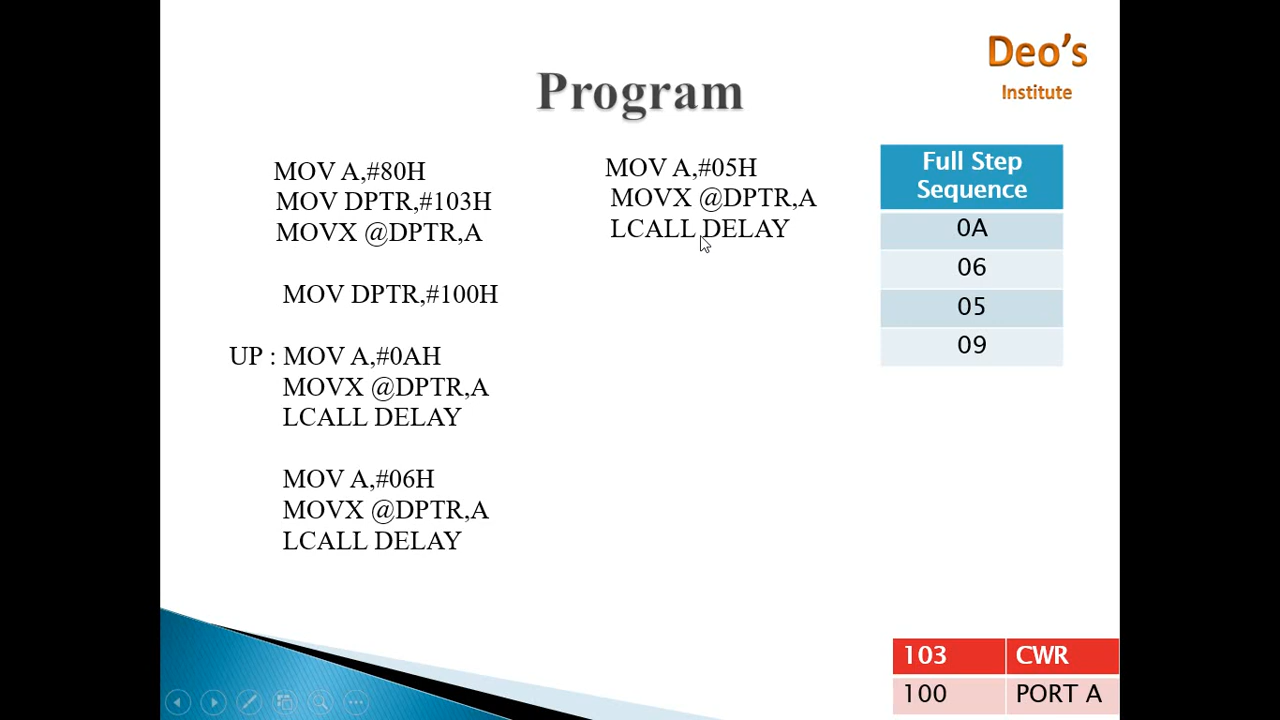 Deo's
Institute
Program
MOV A,#80H
MOV DPTR,#103H
MOVX @DPTR,A
MOV DPTR,#100H
UP : MOV A,#0AH
MOVX @DPTR,A
LCALL DELAY
MOV A,#06H
MOVX @DPTR,A
LCALL DELAY
MOV A,#05H
MOVX @DPTR,A
LCALL DELAY
Full Step
Sequence
0A
06
05
09
103 CWR
100 PORT A